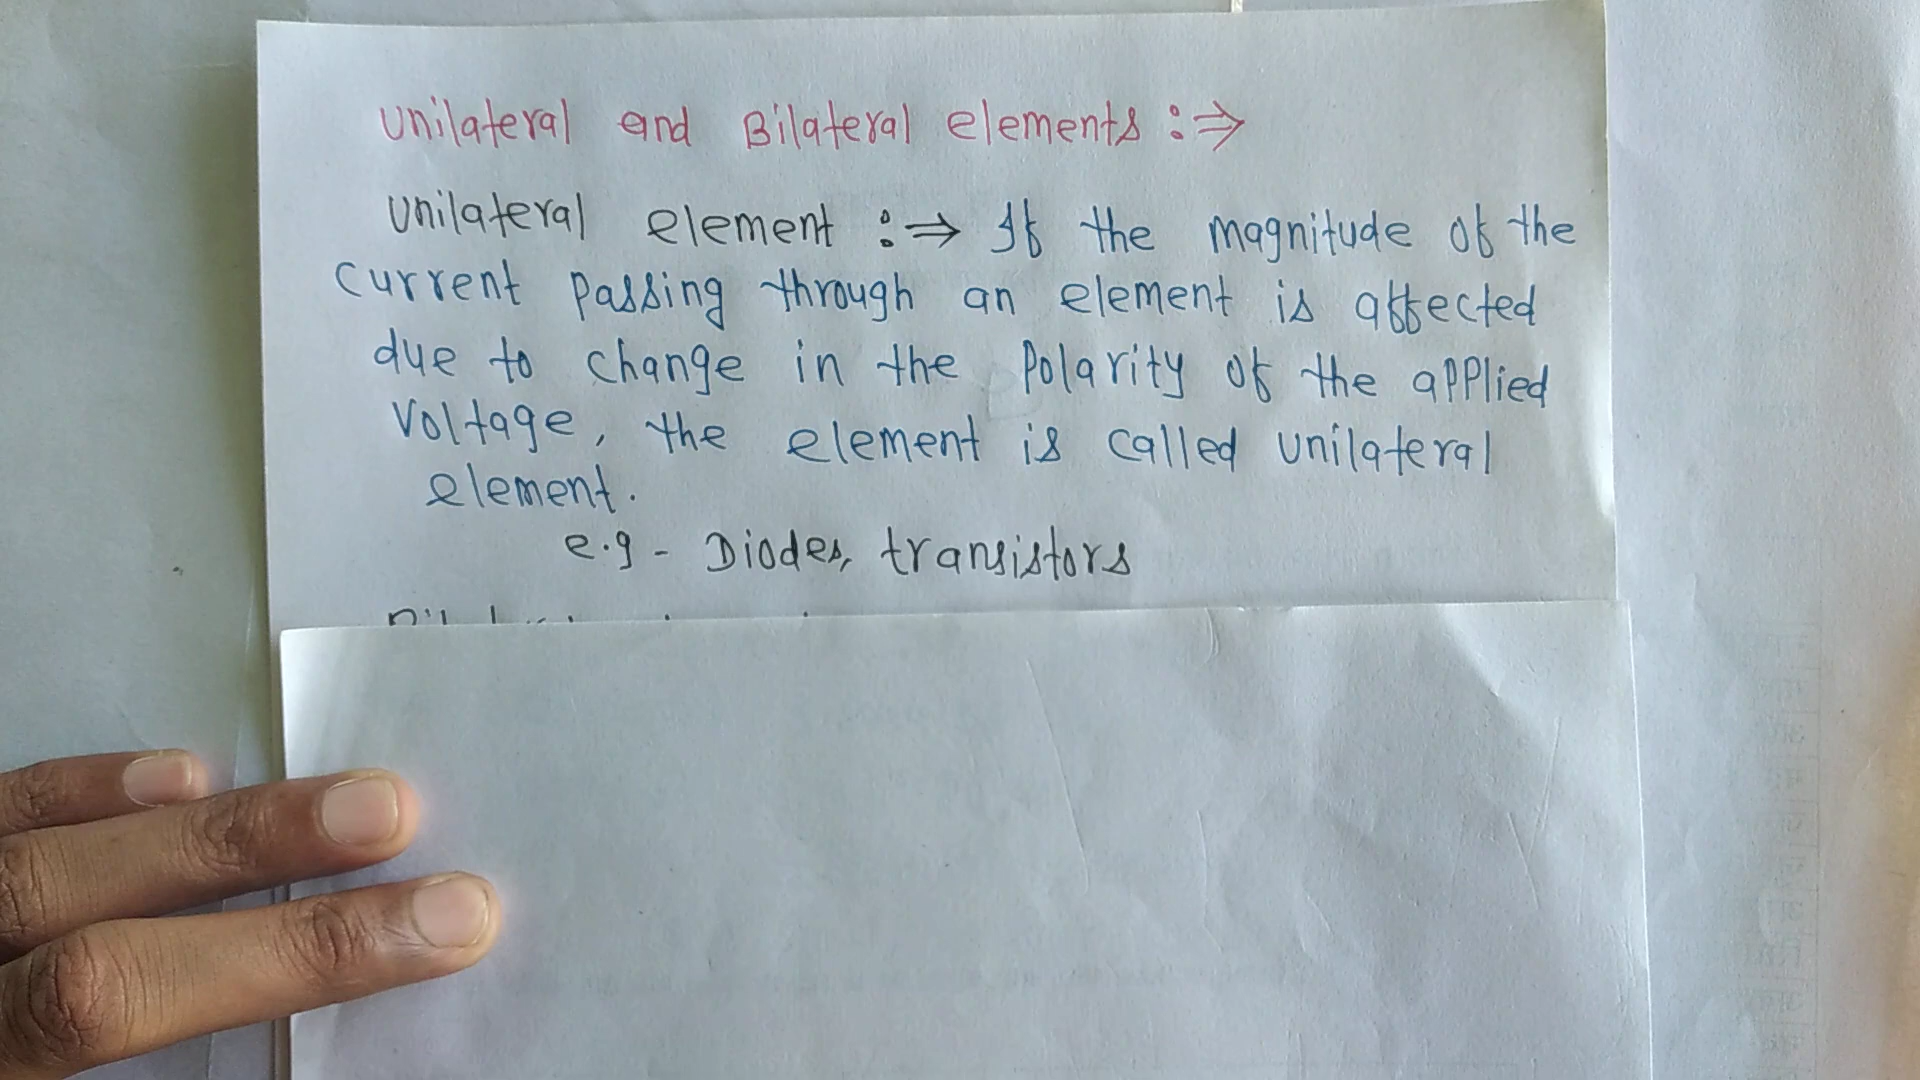 Unilateral and Bilateral elements :⇒
Unilateral element :⇒ If the magnitude of the
current passing through an element is affected
due to change in the polarity of the applied
voltage, the element is called unilateral
element.
e.g - Diodes, transistors